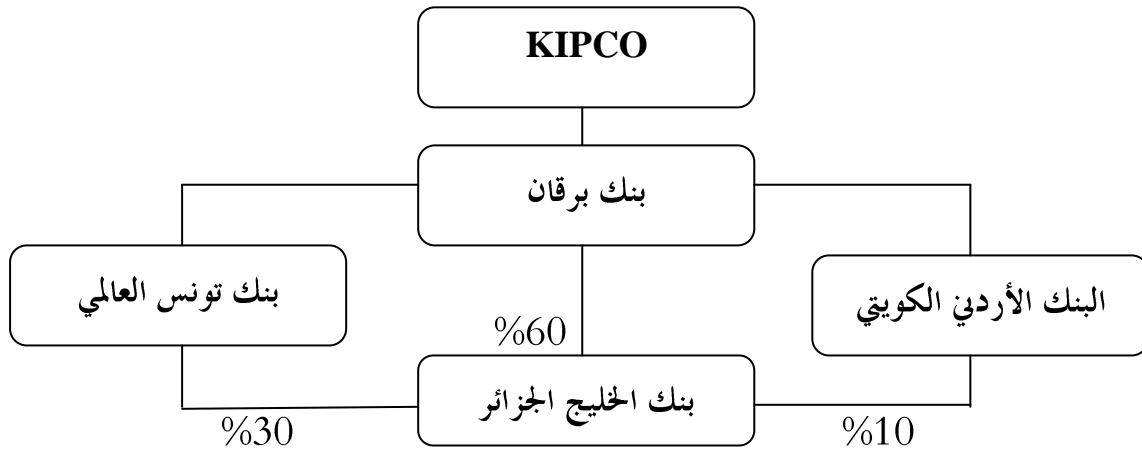 KIPCO
بنك برقان
البنك الأردني الكويتي
بنك تونس العالمي
%60
بنك الخليج الجزائر
%10
%30